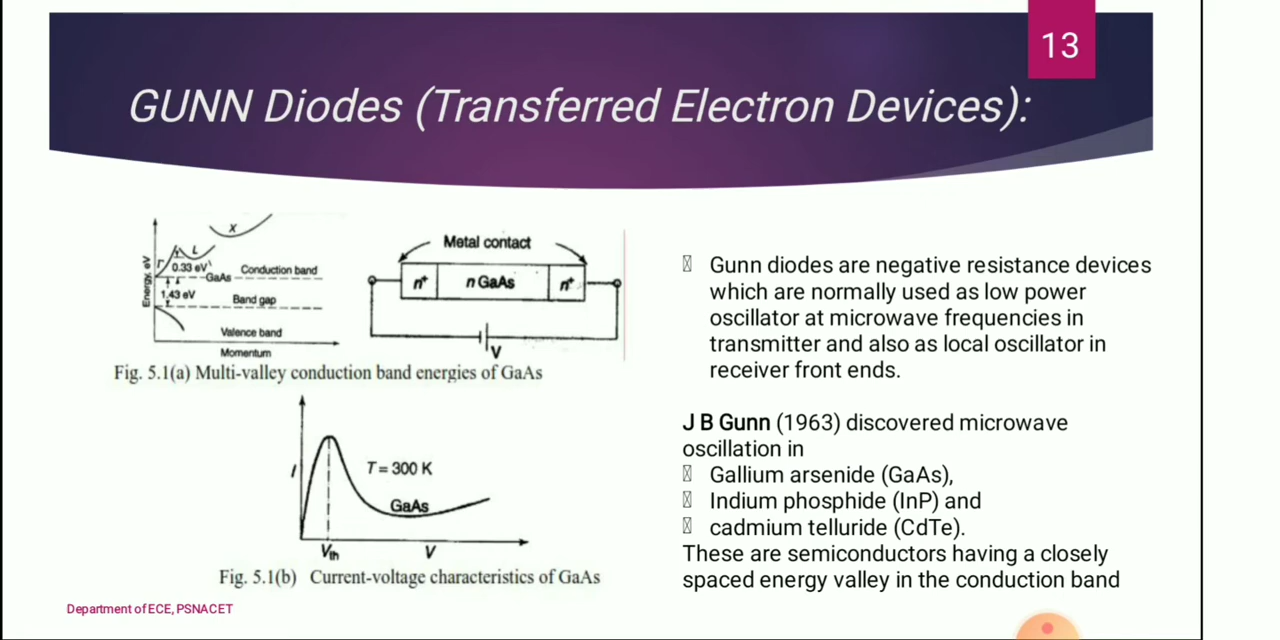 13
GUNN Diodes (Transferred Electron Devices):
X
L
Γ
0.33 eV
GaAs
Conduction band
Energy, eV
1.43 eV
Band gap
Valence band
Momentum
Metal contact
n+
n GaAs
n+
V
Fig. 5.1(a) Multi-valley conduction band energies of GaAs
I
T = 300 K
GaAs
Vth
V
Fig. 5.1(b) Current-voltage characteristics of GaAs
Gunn diodes are negative resistance devices
which are normally used as low power
oscillator at microwave frequencies in
transmitter and also as local oscillator in
receiver front ends.
J B Gunn (1963) discovered microwave
oscillation in
Gallium arsenide (GaAs),
Indium phosphide (InP) and
cadmium telluride (CdTe).
These are semiconductors having a closely
spaced energy valley in the conduction band
Department of ECE, PSNACET